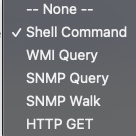 -- None --
✓ Shell Command
WMI Query
SNMP Query
SNMP Walk
HTTP GET